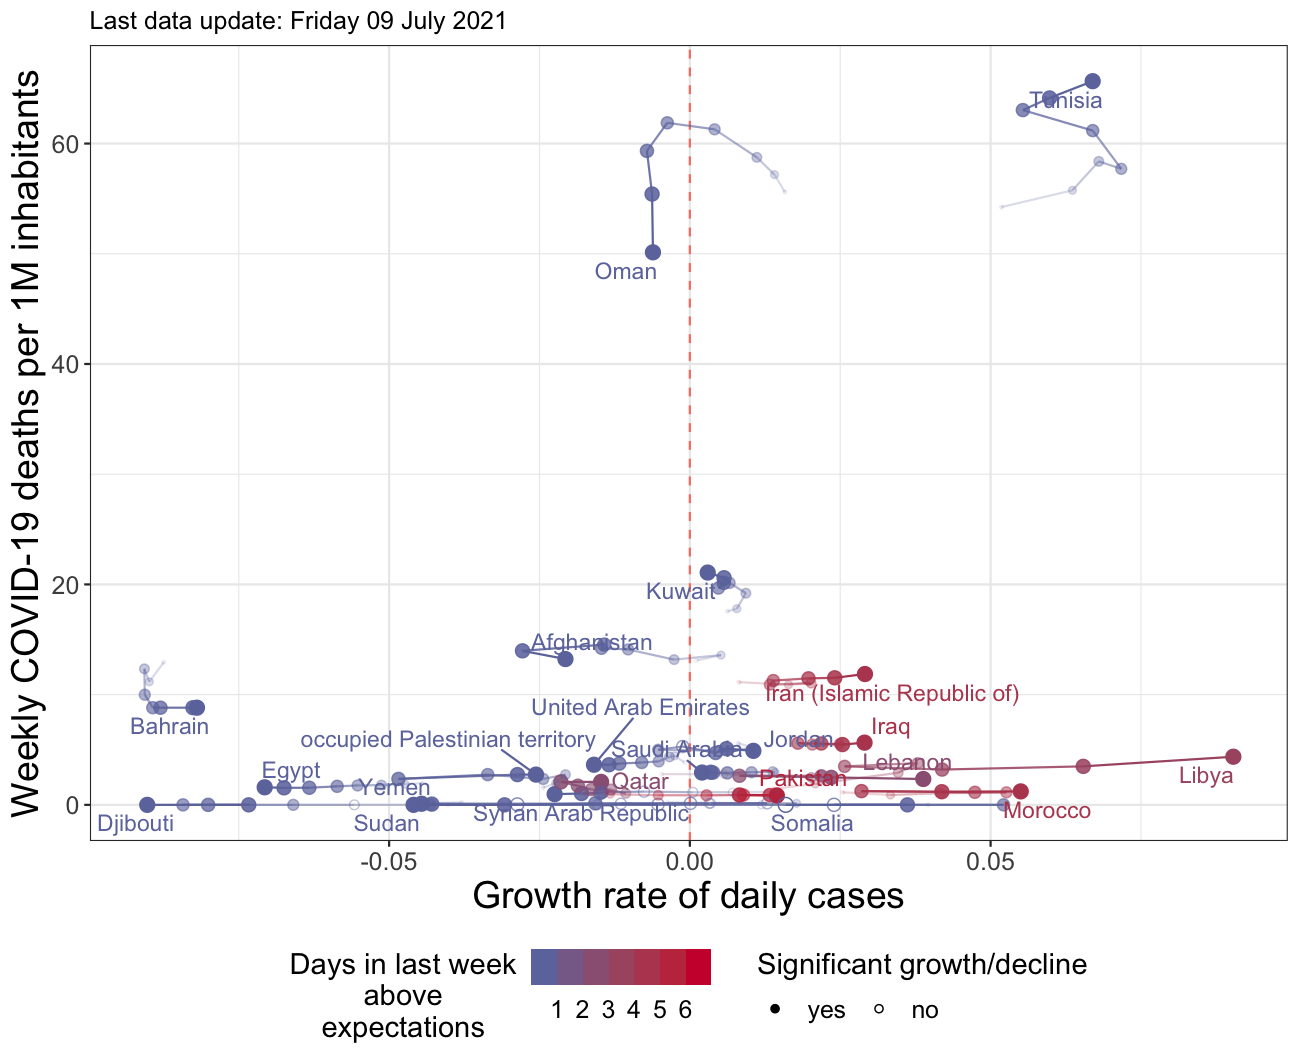 Last data update: Friday 09 July 2021
Weekly COVID-19 deaths per 1M inhabitants
60
40
20
0
Tunisia
Oman
Kuwait
Afghanistan
Iran (Islamic Republic of)
Bahrain
United Arab Emirates
Iraq
occupied Palestinian territory
Saudi Arabia
Jordan
Lebanon
Egypt
Yemen
Qatar
Pakistan
Libya
Djibouti
Sudan
Syrian Arab Republic
Somalia
Morocco
-0.05
0.00
0.05
Growth rate of daily cases
Days in last week
above
expectations
1 2 3 4 5 6
Significant growth/decline
yes
no